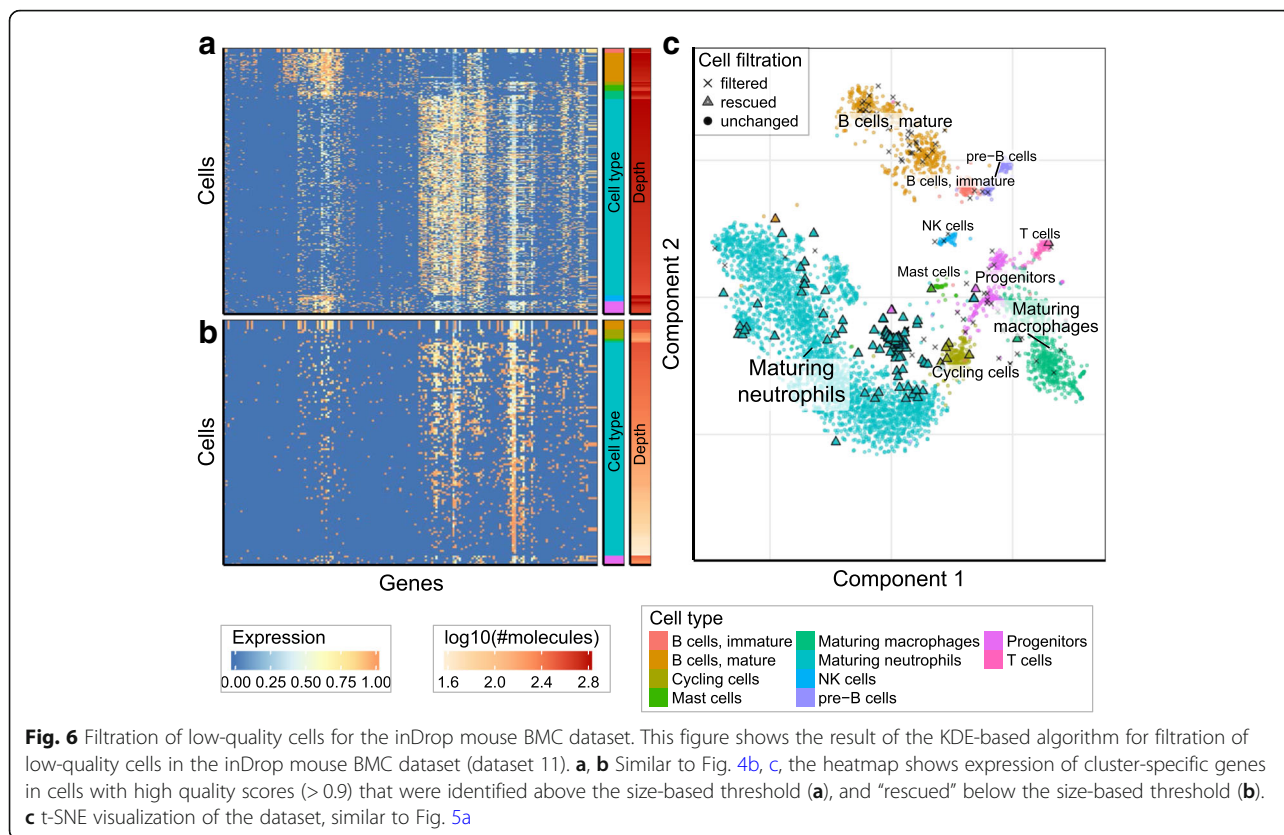 a
Cells
Cell type
Depth
b
Cells
Cell type
Depth
Genes
c
Cell filtration
filtered
rescued
unchanged
B cells, mature
pre−B cells
B cells, immature
NK cells
T cells
Mast cells
Progenitors
Maturing
macrophages
Maturing
neutrophils
Cycling cells
Component 2
Component 1
Expression
0.00 0.25 0.50 0.75 1.00
log10(#molecules)
1.6 2.0 2.4 2.8
Cell type
B cells, immature Maturing macrophages Progenitors
B cells, mature Maturing neutrophils T cells
Cycling cells NK cells
Mast cells pre−B cells
Fig. 6 Filtration of low-quality cells for the inDrop mouse BMC dataset. This figure shows the result of the KDE-based algorithm for filtration of
low-quality cells in the inDrop mouse BMC dataset (dataset 11). a, b Similar to Fig. 4b, c, the heatmap shows expression of cluster-specific genes
in cells with high quality scores (> 0.9) that were identified above the size-based threshold (a), and “rescued” below the size-based threshold (b).
c t-SNE visualization of the dataset, similar to Fig. 5a